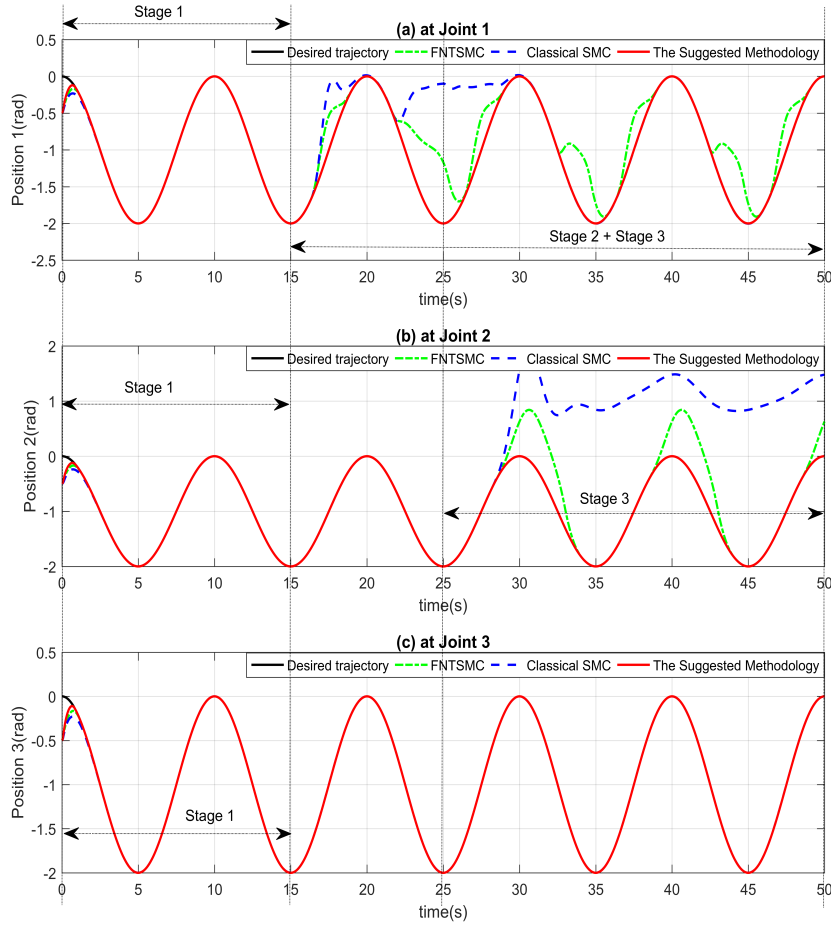 Stage 1
(a) at Joint 1
Desired trajectory FNTSMC Classical SMC The Suggested Methodology
0.5
0
-0.5
-1
-1.5
-2
-2.5
Position 1(rad)
Stage 2 + Stage 3
0 5 10 15 20 25 30 35 40 45 50
time(s)
(b) at Joint 2
Desired trajectory FNTSMC Classical SMC The Suggested Methodology
2
1
0
-1
-2
Position 2(rad)
Stage 1
Stage 3
0 5 10 15 20 25 30 35 40 45 50
time(s)
(c) at Joint 3
Desired trajectory FNTSMC Classical SMC The Suggested Methodology
0.5
0
-0.5
-1
-1.5
-2
Position 3(rad)
Stage 1
0 5 10 15 20 25 30 35 40 45 50
time(s)